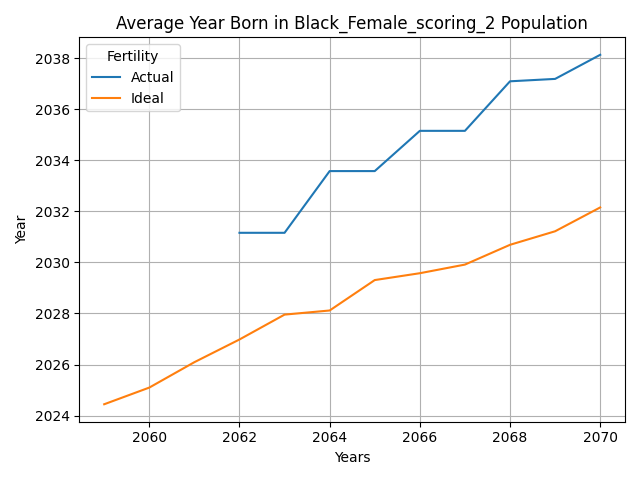 Average Year Born in Black_Female_scoring_2 Population
Fertility
Actual
Ideal
2038
2036
2034
2032
2030
2028
2026
2024
Year
2060 2062 2064 2066 2068 2070
Years